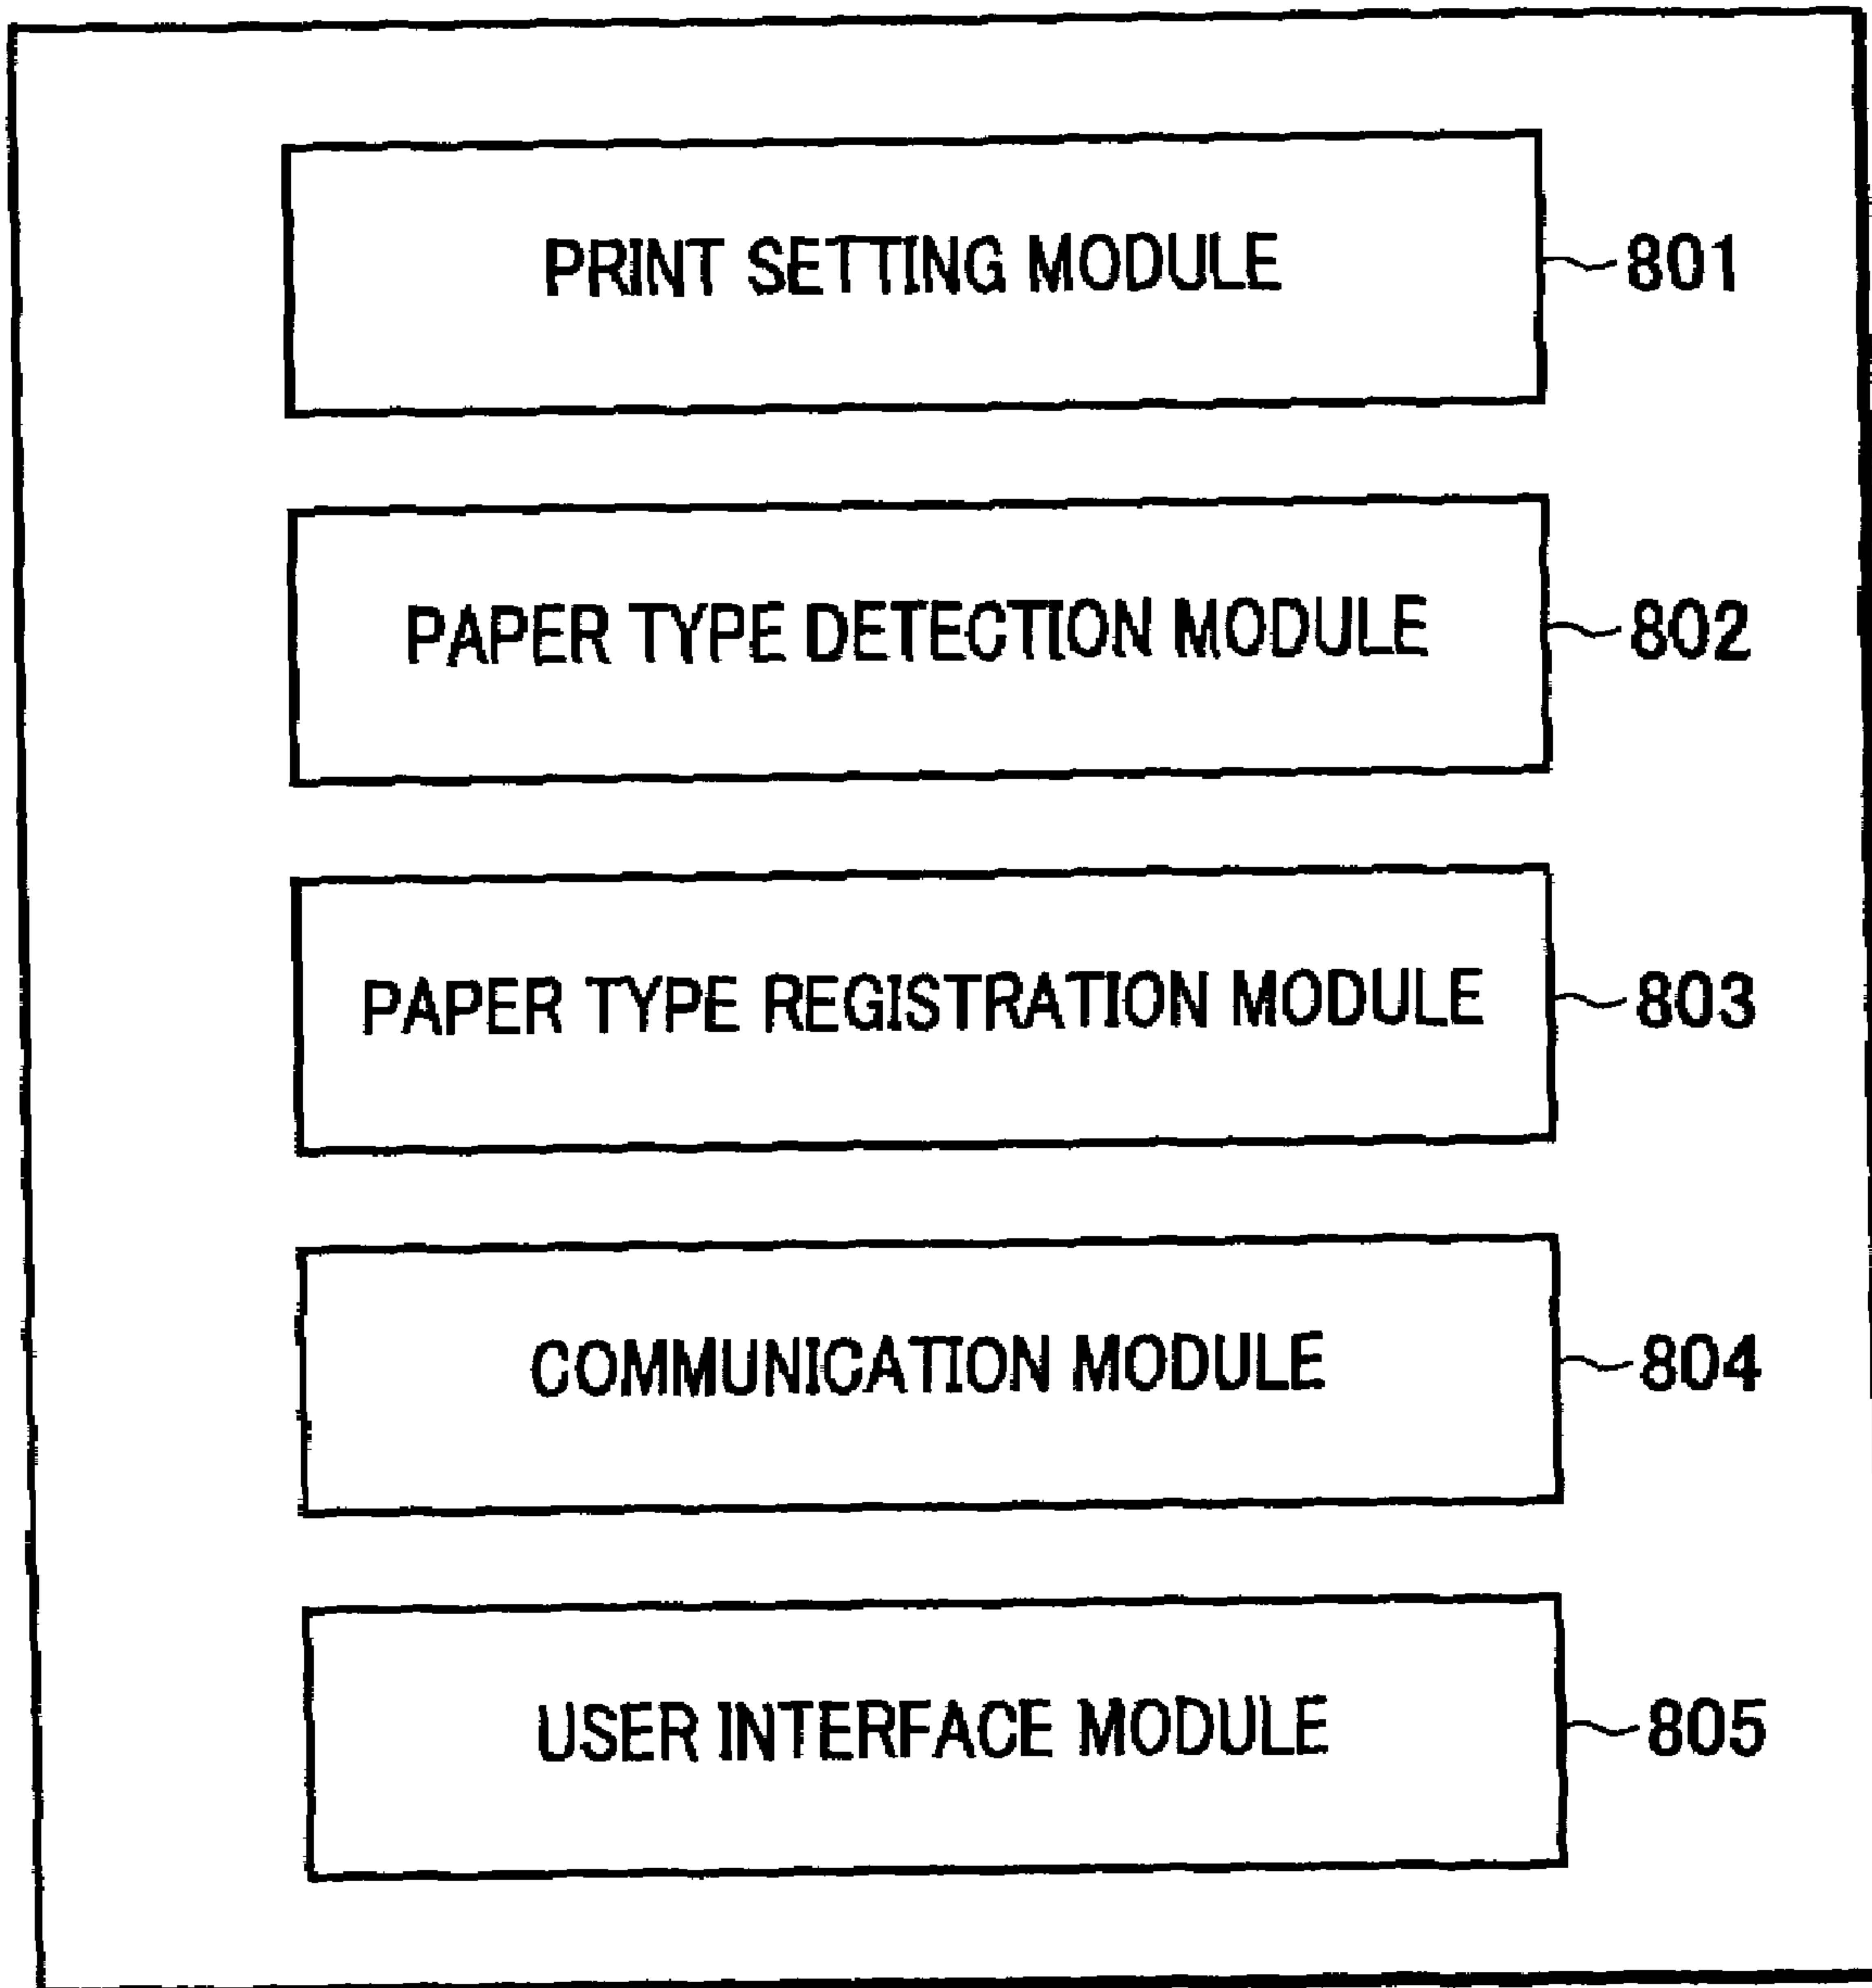 PRINT SETTING MODULE 801
PAPER TYPE DETECTION MODULE 802
PAPER TYPE REGISTRATION MODULE 803
COMMUNICATION MODULE 804
USER INTERFACE MODULE 805